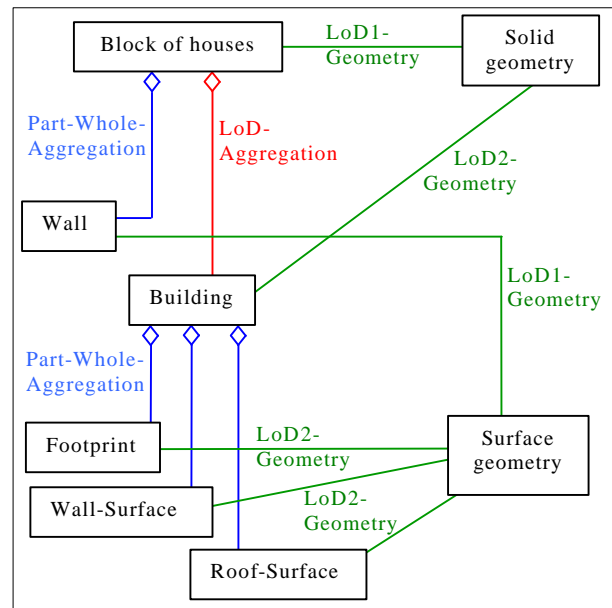 Block of houses
LoD1-
Geometry
Solid
geometry
Part-Whole-
Aggregation
LoD-
Aggregation
LoD2-
Geometry
Wall
LoD1-
Geometry
Building
Part-Whole-
Aggregation
Footprint
LoD2-
Geometry
Surface
geometry
Wall-Surface
LoD2-
Geometry
Roof-Surface